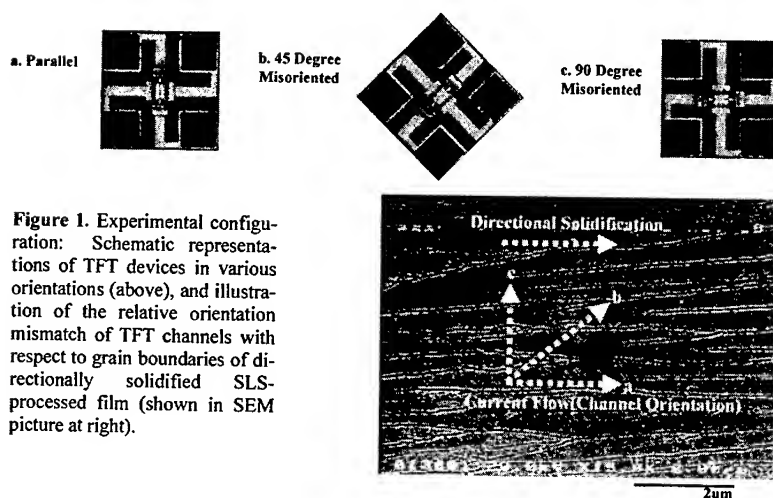 a. Parallel
b. 45 Degree
Misoriented
c. 90 Degree
Misoriented
Figure 1. Experimental configu-
ration: Schematic representa-
tions of TFT devices in various
orientations (above), and illustra-
tion of the relative orientation
mismatch of TFT channels with
respect to grain boundaries of di-
rectionally solidified SLS-
processed film (shown in SEM
picture at right).
Directional Solidification
c
b
a
Current Flow(Channel Orientation)
2um